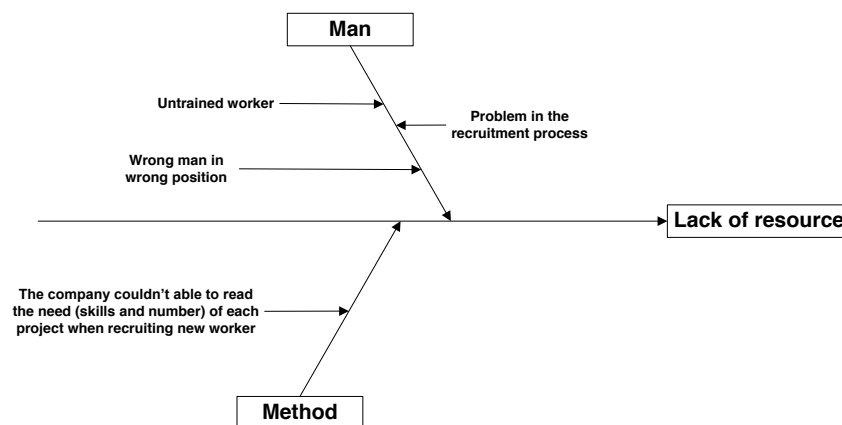 Man
Untrained worker
Problem in the
recruitment process
Wrong man in
wrong position
Lack of resource
The company couldn't able to read
the need (skills and number) of each
project when recruiting new worker
Method